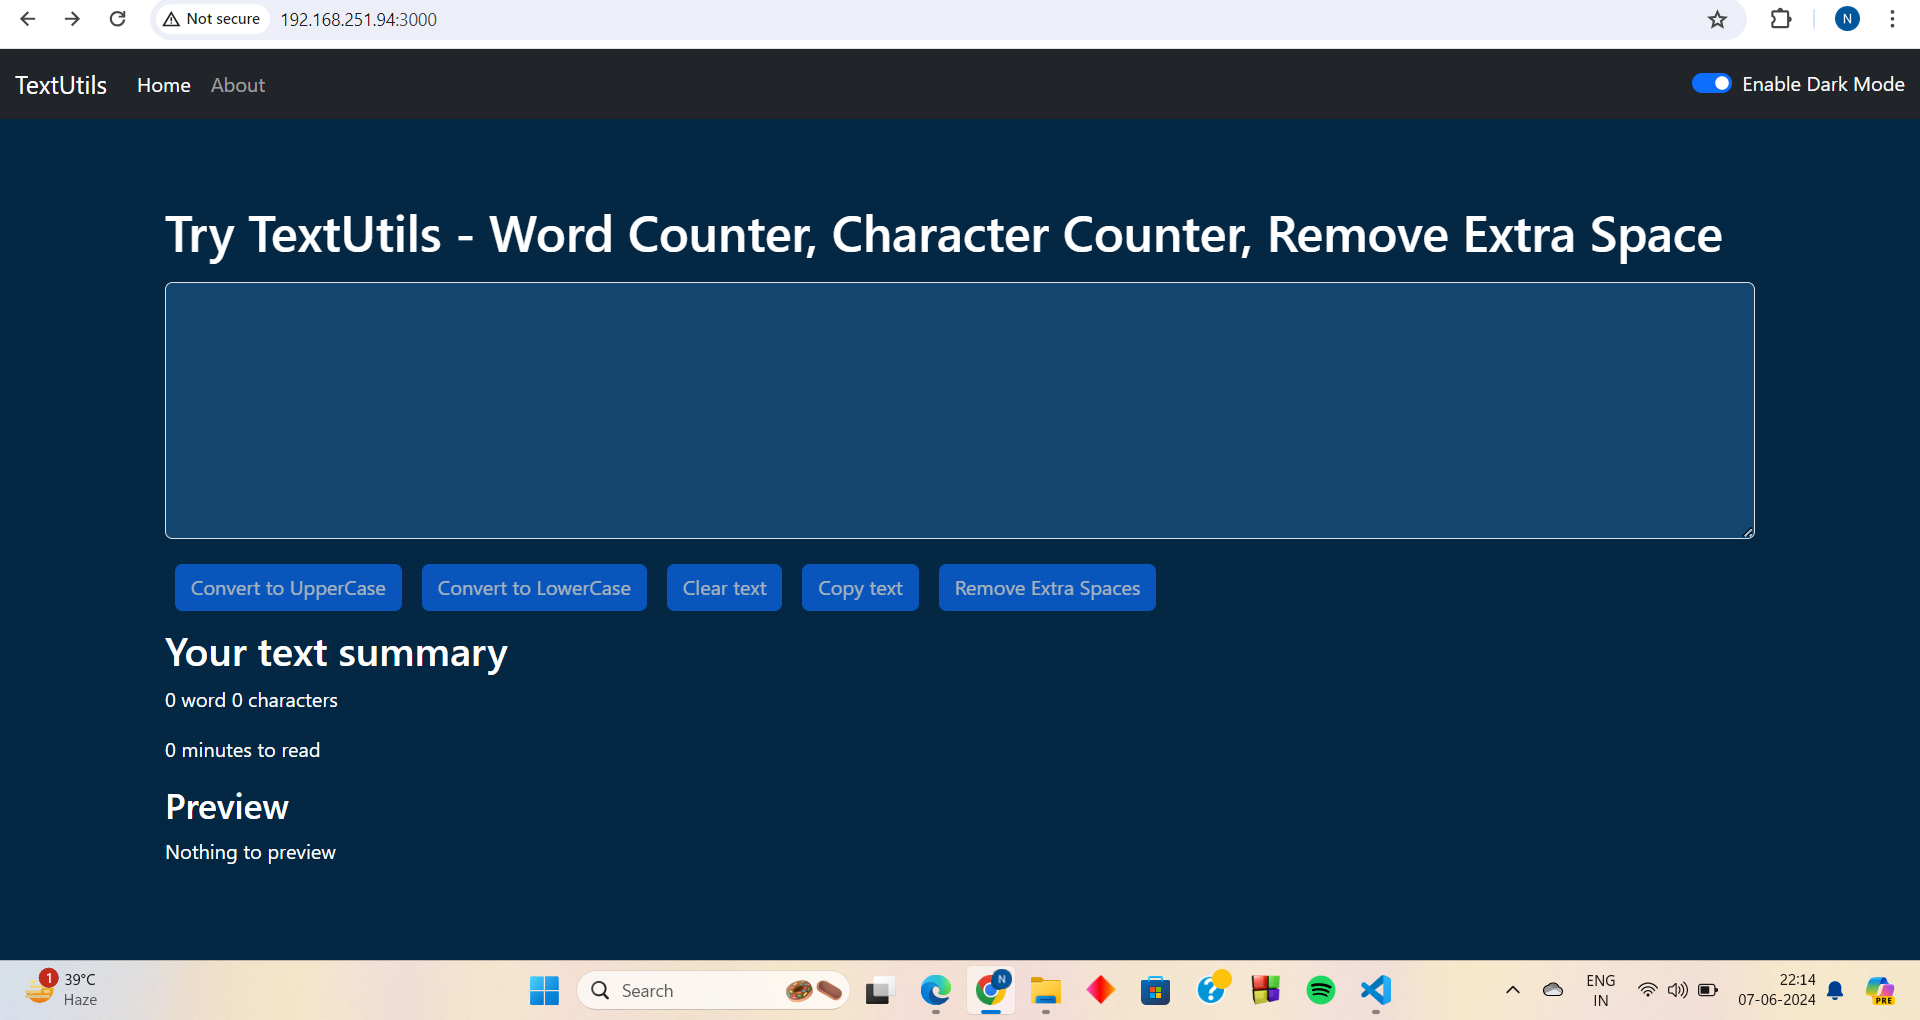 Not secure 192.168.251.94:3000 N
TextUtils Home About Enable Dark Mode
Try TextUtils - Word Counter, Character Counter, Remove Extra Space
Convert to UpperCase Convert to LowerCase Clear text Copy text Remove Extra Spaces
Your text summary
0 word 0 characters
0 minutes to read
Preview
Nothing to preview
1 39°C
Haze
Search
N
ENG
IN
22:14
07-06-2024
PRE